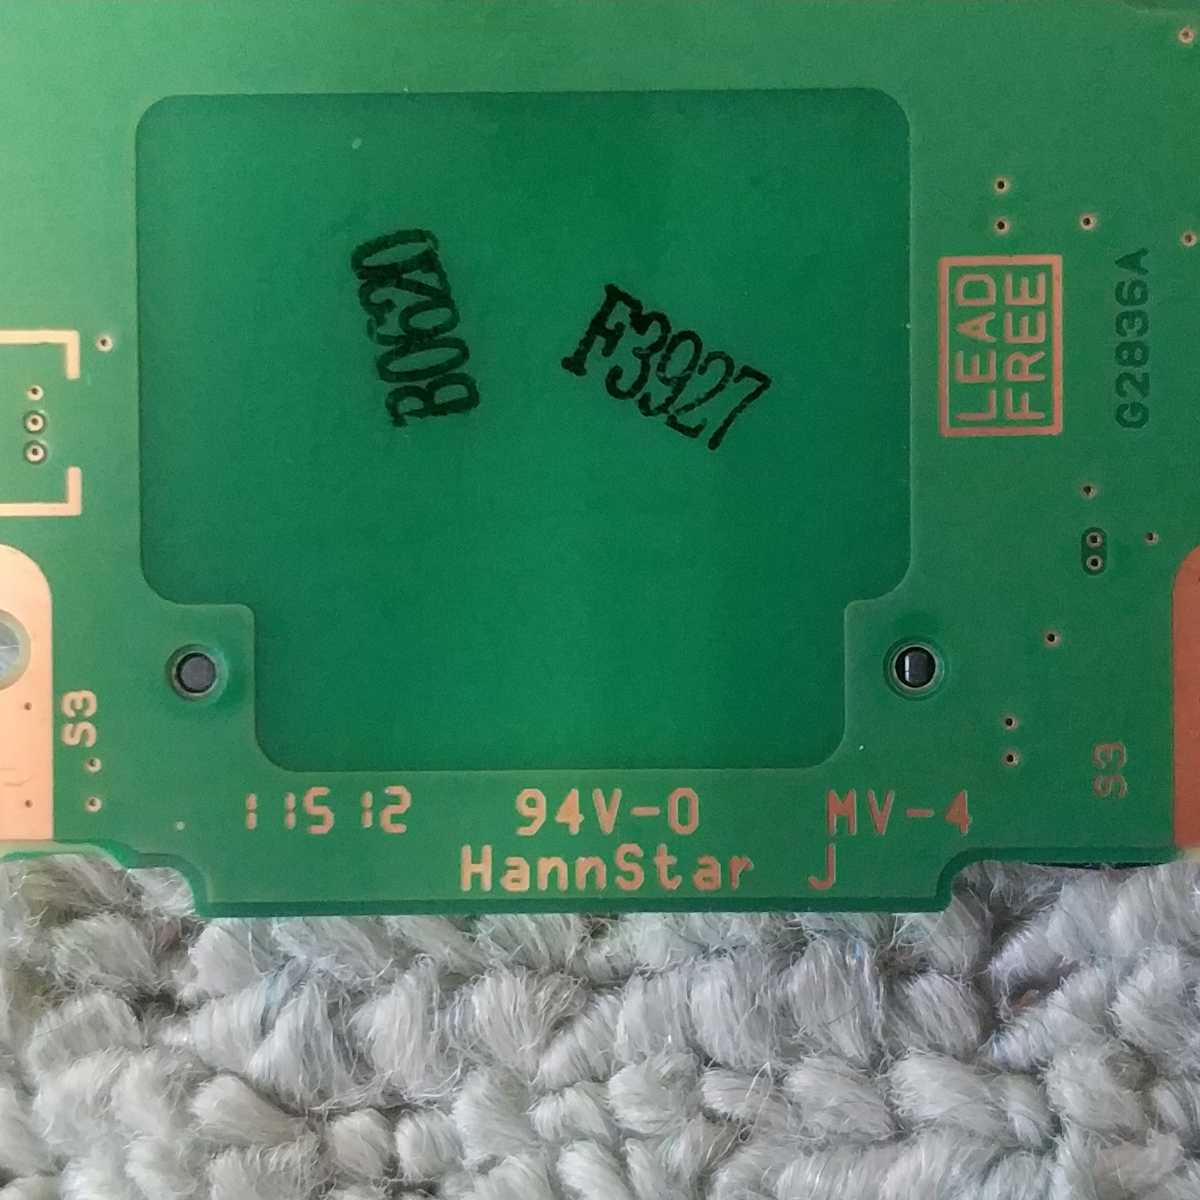 B0620
F3927
LEAD
FREE
G2836A
S3
S3
11512 94V-0 MV-4
HannStar J